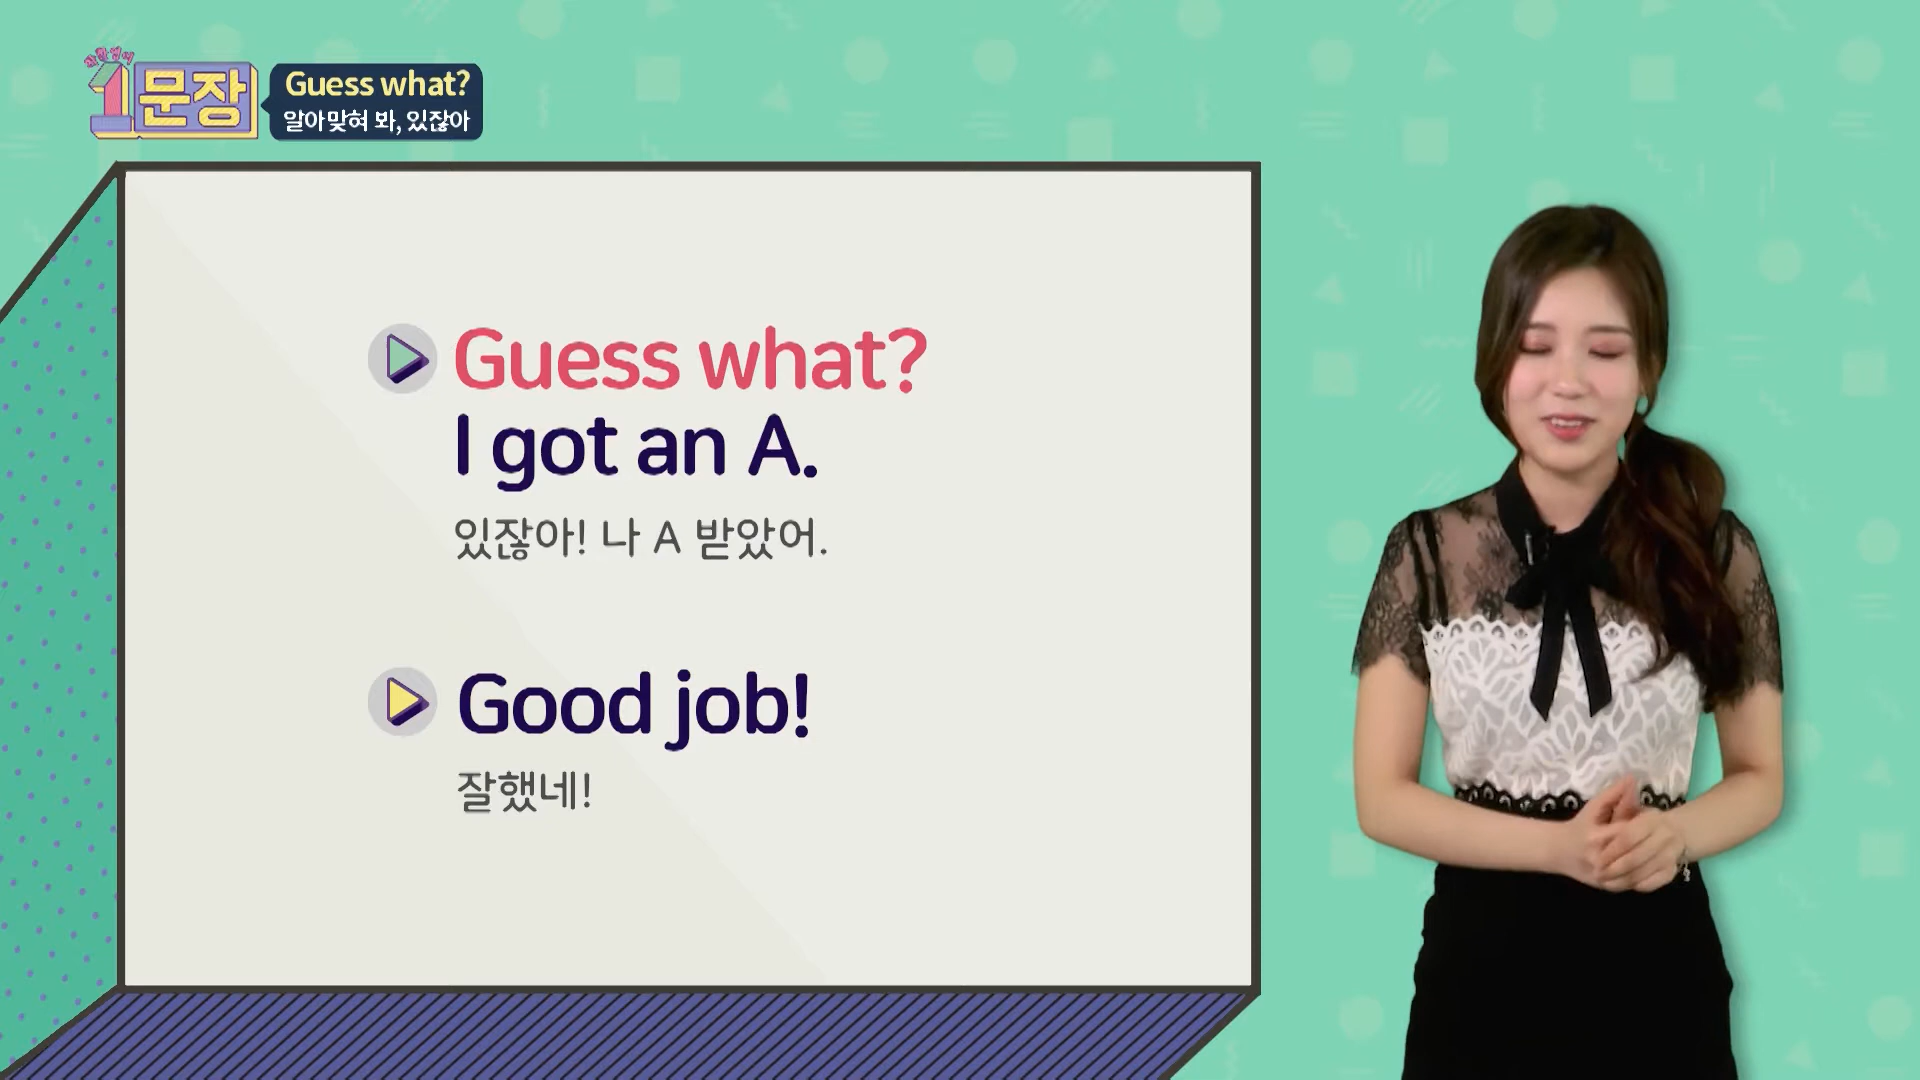 1문장
Guess what?
알아맞혀 봐, 있잖아
Guess what?
I got an A.
있잖아! 나 A 받았어.
Good job!
잘했네!